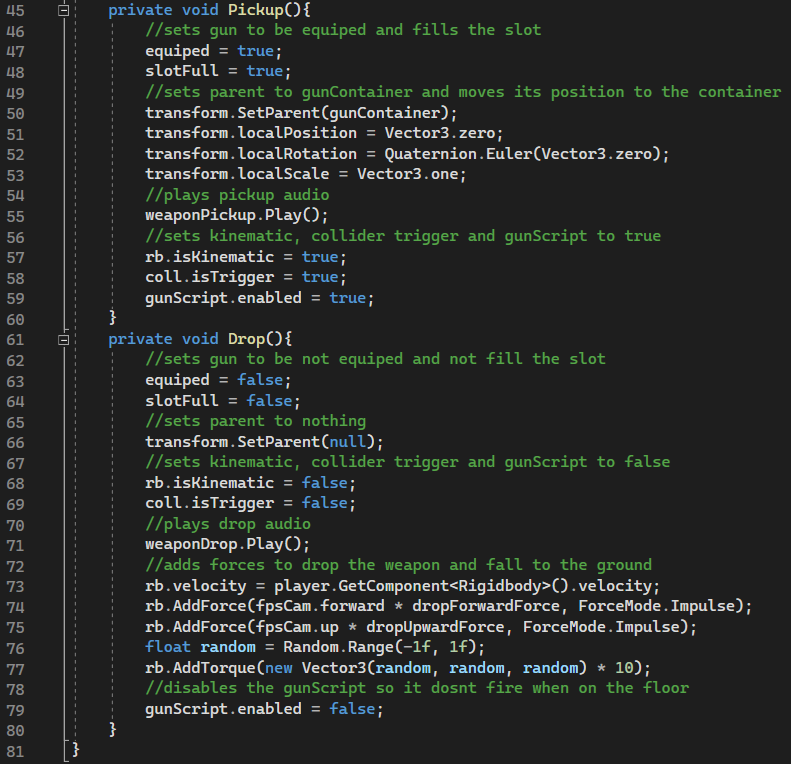 45 private void Pickup(){
46 //sets gun to be equiped and fills the slot
47 equiped = true;
48 slotFull = true;
49 //sets parent to gunContainer and moves its position to the container
50 transform.SetParent(gunContainer);
51 transform.localPosition = Vector3.zero;
52 transform.localRotation = Quaternion.Euler(Vector3.zero);
53 transform.localScale = Vector3.one;
54 //plays pickup audio
55 weaponPickup.Play();
56 //sets kinematic, collider trigger and gunScript to true
57 rb.isKinematic = true;
58 coll.isTrigger = true;
59 gunScript.enabled = true;
60 }
61 private void Drop(){
62 //sets gun to be not equiped and not fill the slot
63 equiped = false;
64 slotFull = false;
65 //sets parent to nothing
66 transform.SetParent(null);
67 //sets kinematic, collider trigger and gunScript to false
68 rb.isKinematic = false;
69 coll.isTrigger = false;
70 //plays drop audio
71 weaponDrop.Play();
72 //adds forces to drop the weapon and fall to the ground
73 rb.velocity = player.GetComponent<Rigidbody>().velocity;
74 rb.AddForce(fpsCam.forward * dropForwardForce, ForceMode.Impulse);
75 rb.AddForce(fpsCam.up * dropUpwardForce, ForceMode.Impulse);
76 float random = Random.Range(-1f, 1f);
77 rb.AddTorque(new Vector3(random, random, random) * 10);
78 //disables the gunScript so it dosnt fire when on the floor
79 gunScript.enabled = false;
80 }
81 }